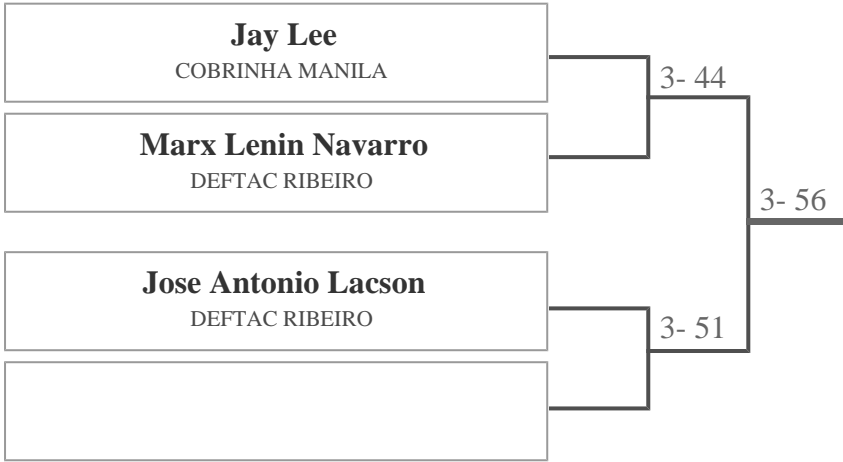 Jay Lee
COBRINHA MANILA
3- 44
Marx Lenin Navarro
DEFTAC RIBEIRO
3- 56
Jose Antonio Lacson
DEFTAC RIBEIRO
3- 51